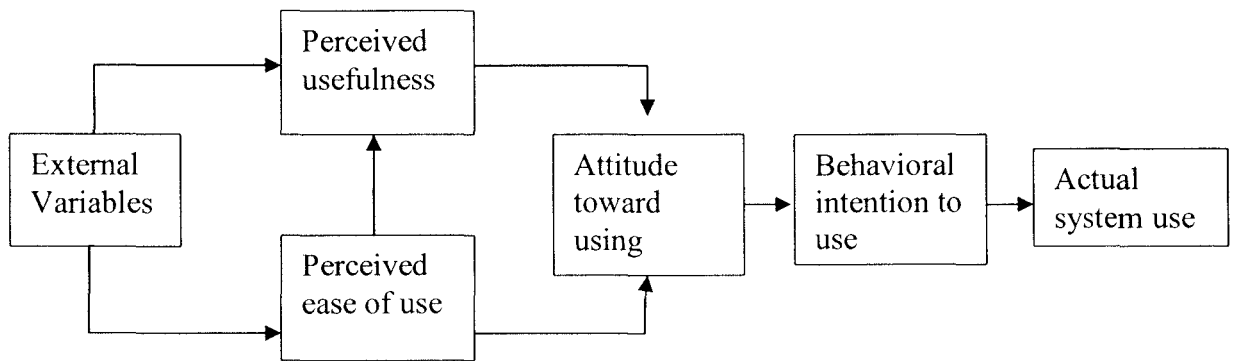 Perceived
usefulness
External
Variables
Perceived
ease of use
Attitude
toward
using
Behavioral
intention to
use
Actual
system use